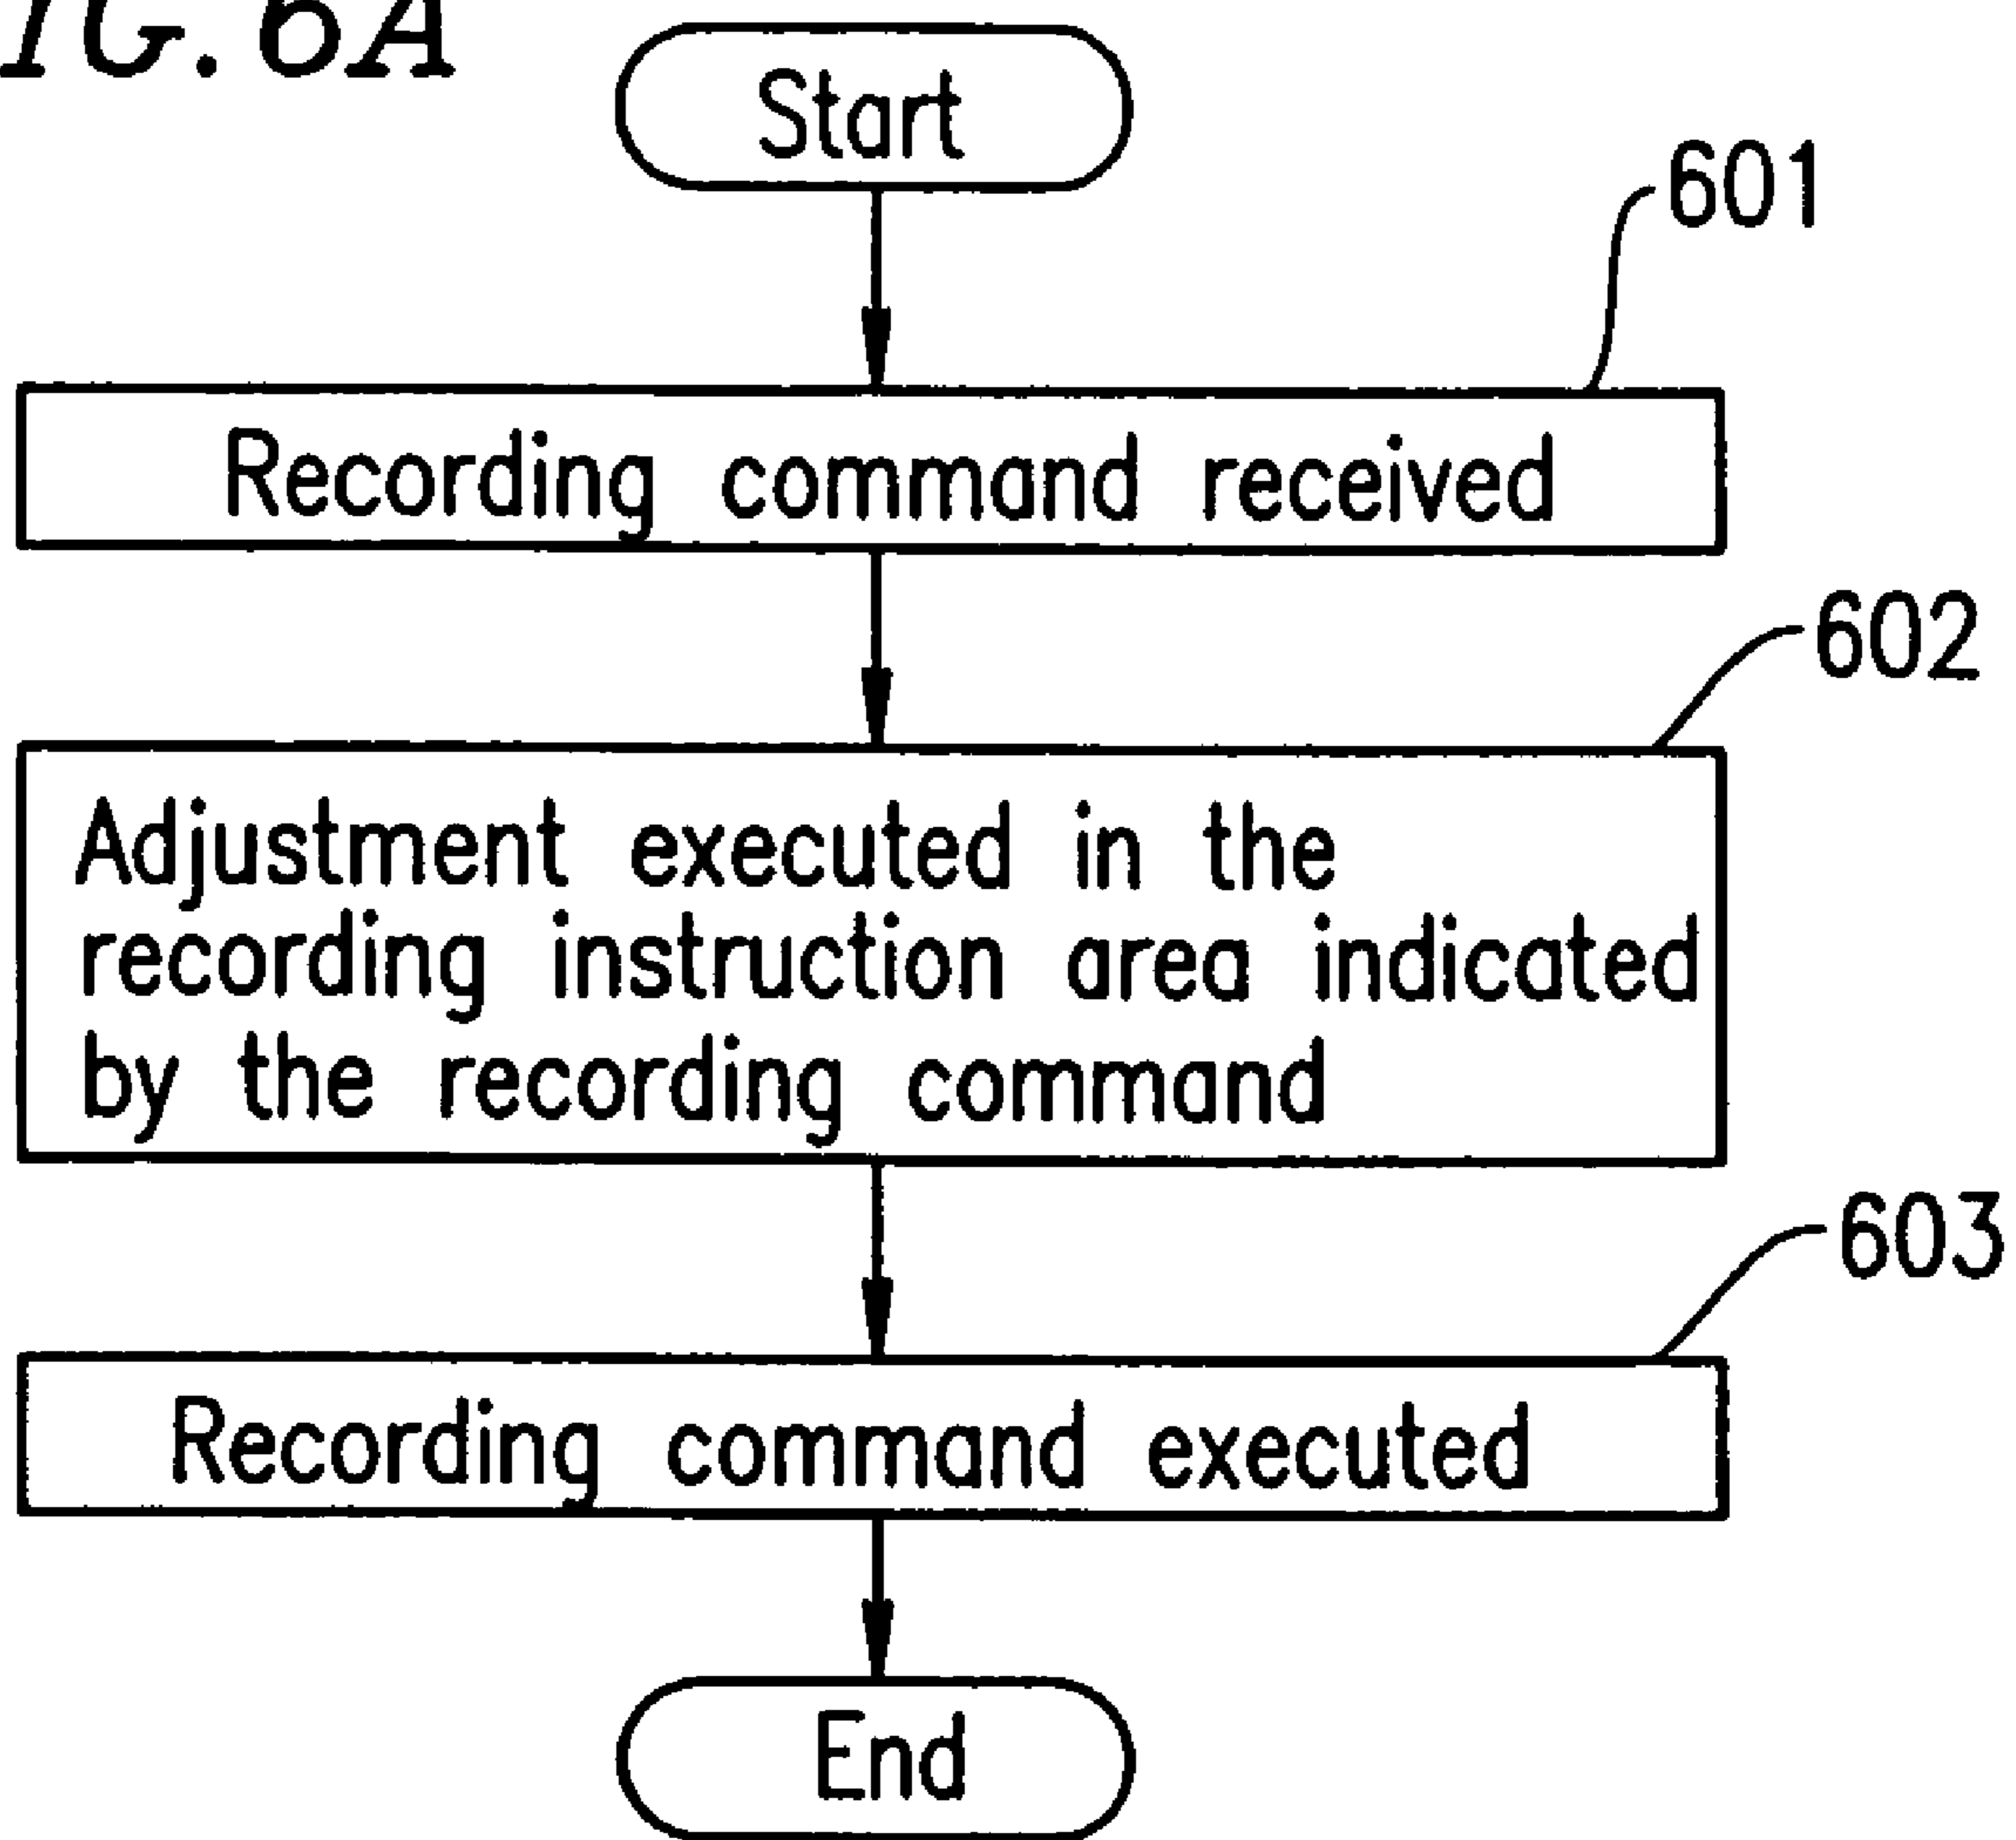 IG. 6A
Start
601
Recording command received
602
Adjustment executed in the
recording instruction area indicated
by the recording command
603
Recording command executed
End